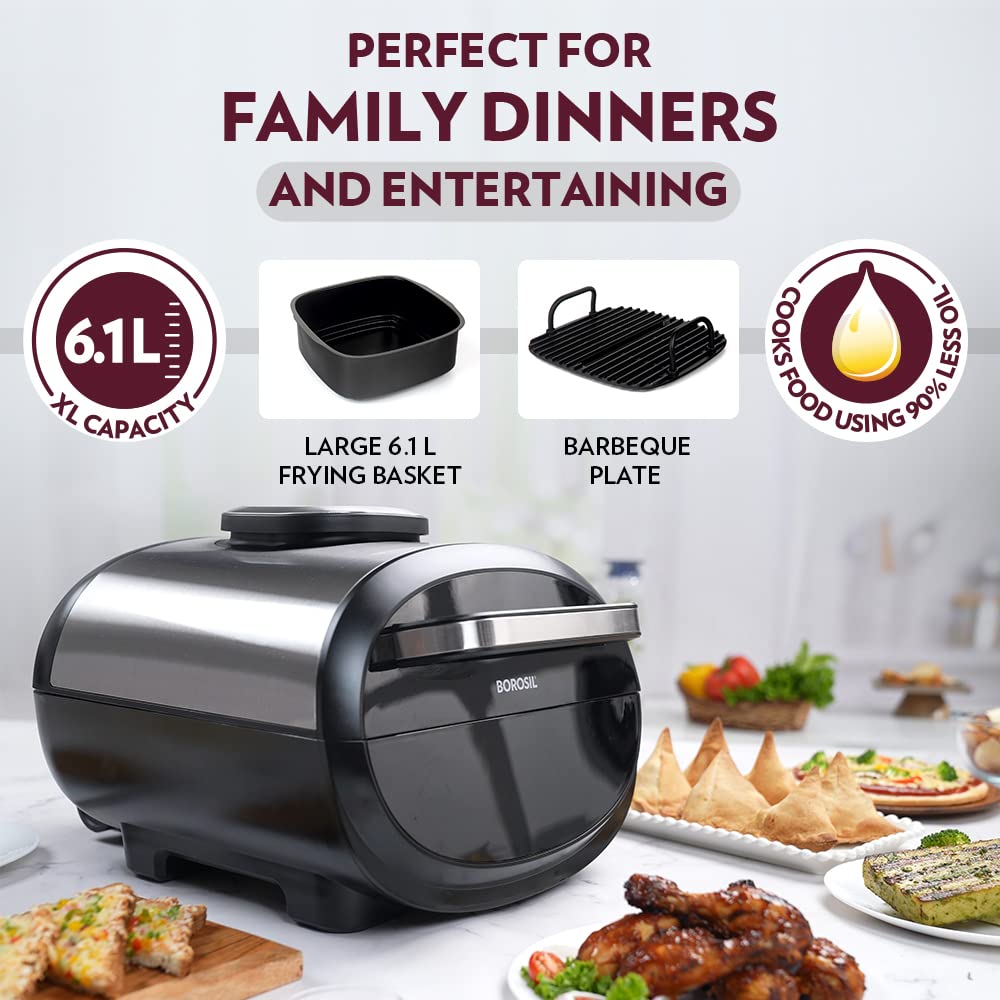 PERFECT FOR
FAMILY DINNERS
AND ENTERTAINING
6.1L
XL CAPACITY
COOKS FOOD USING 90% LESS OIL
LARGE 6.1 L
FRYING BASKET
BARBEQUE
PLATE
BOROSIL